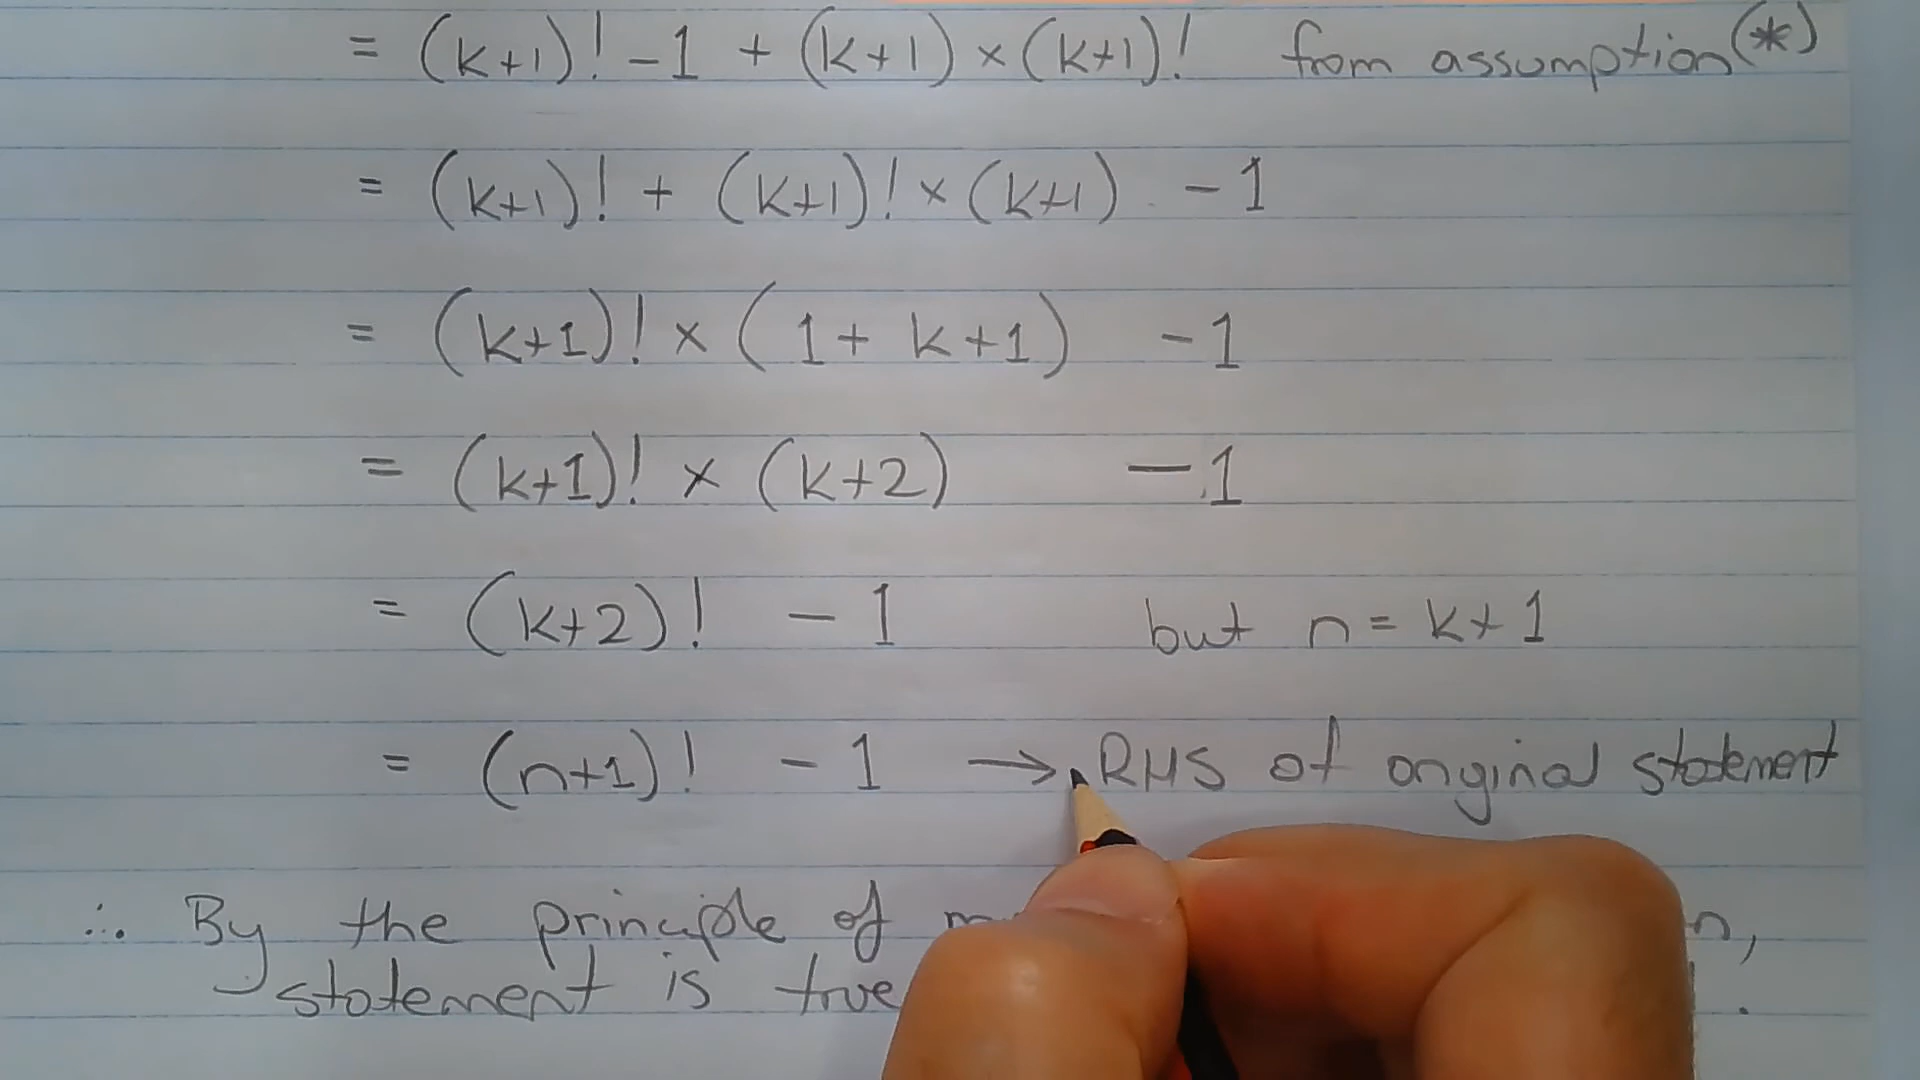 = (k+1)! - 1 + (k+1) × (k+1)! from assumption (*)
= (k+1)! + (k+1)! × (k+1) - 1
= (k+1)! × (1 + k+1) - 1
= (k+1)! × (k+2) - 1
= (k+2)! - 1 but n = k+1
= (n+1)! - 1 → RHS of original statement
∴ By the principle of
statement is true